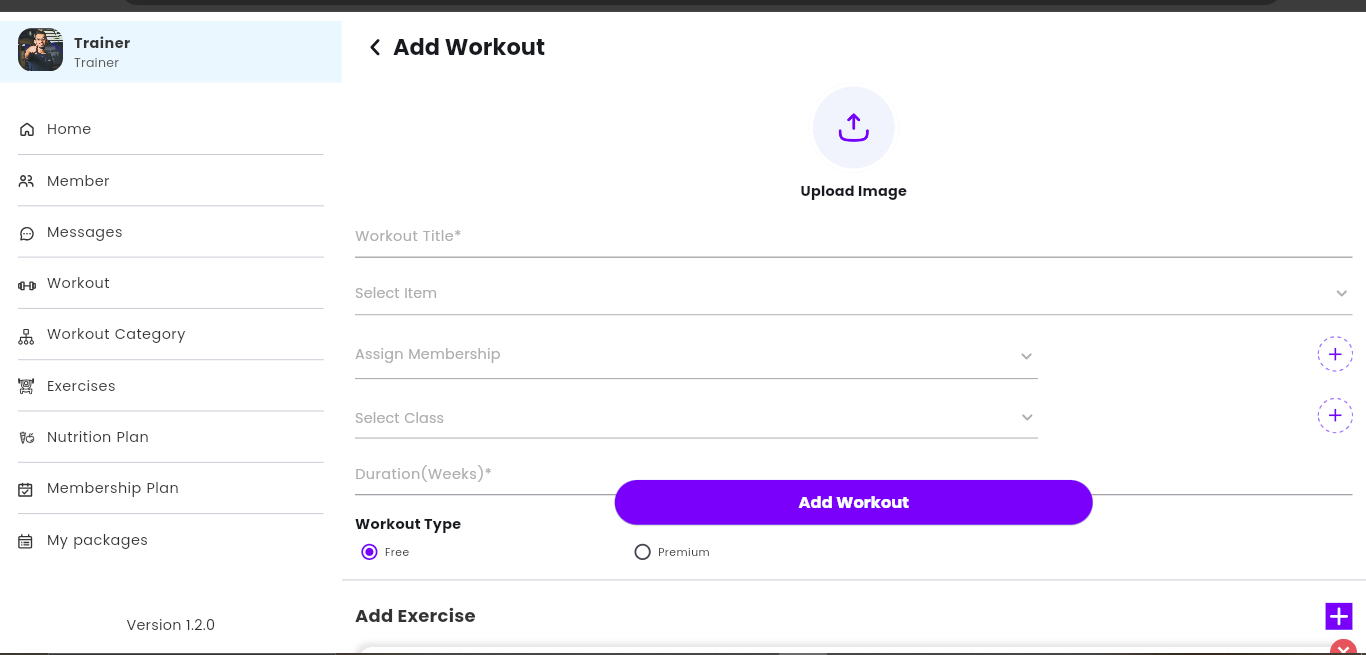 Trainer
Trainer
Home
Member
Messages
Workout
Workout Category
Exercises
Nutrition Plan
Membership Plan
My packages
Version 1.2.0
Add Workout
Upload Image
Workout Title*
Select Item
Assign Membership
Select Class
Duration(Weeks)*
Add Workout
Workout Type
Free
Premium
Add Exercise